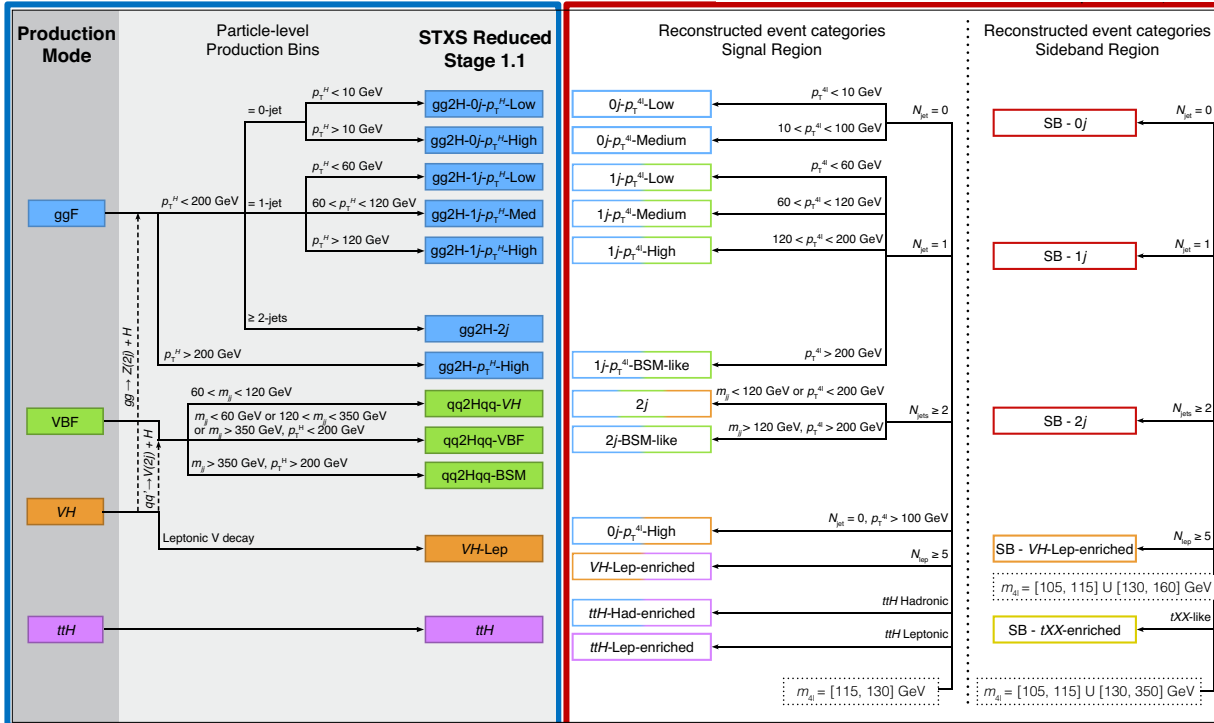 Production
Mode
Particle-level
Production Bins
STXS Reduced
Stage 1.1
= 0-jet
p_T^H < 10 GeV
gg2H-0j-p_T^H-Low
p_T^H > 10 GeV
gg2H-0j-p_T^H-High
p_T^H < 60 GeV
gg2H-1j-p_T^H-Low
ggF
p_T^H < 200 GeV
= 1-jet
60 < p_T^H < 120 GeV
gg2H-1j-p_T^H-Med
p_T^H > 120 GeV
gg2H-1j-p_T^H-High
≥ 2-jets
gg2H-2j
p_T^H > 200 GeV
gg2H-p_T^H-High
gg → Z(2j) + H
60 < m_jj < 120 GeV
qq2Hqq-VH
VBF
m_jj < 60 GeV or 120 < m_jj < 350 GeV
or m_jj > 350 GeV, p_T^H < 200 GeV
qq2Hqq-VBF
m_jj > 350 GeV, p_T^H > 200 GeV
qq2Hqq-BSM
qq' → V(2j) + H
VH
Leptonic V decay
VH-Lep
ttH
ttH
Reconstructed event categories
Signal Region
0j-p_T^4l-Low
p_T^4l < 10 GeV
N_jet = 0
0j-p_T^4l-Medium
10 < p_T^4l < 100 GeV
1j-p_T^4l-Low
p_T^4l < 60 GeV
1j-p_T^4l-Medium
60 < p_T^4l < 120 GeV
1j-p_T^4l-High
120 < p_T^4l < 200 GeV
N_jet = 1
1j-p_T^4l-BSM-like
p_T^4l > 200 GeV
2j
m_jj < 120 GeV or p_T^4l < 200 GeV
N_jets ≥ 2
2j-BSM-like
m_jj > 120 GeV, p_T^4l > 200 GeV
0j-p_T^4l-High
N_jet = 0, p_T^4l > 100 GeV
VH-Lep-enriched
N_lep ≥ 5
ttH-Had-enriched
ttH Hadronic
ttH-Lep-enriched
ttH Leptonic
m_4l = [115, 130] GeV
Reconstructed event categories
Sideband Region
SB - 0j
N_jet = 0
SB - 1j
N_jet = 1
SB - 2j
N_jets ≥ 2
SB - VH-Lep-enriched
N_lep ≥ 5
m_4l = [105, 115] U [130, 160] GeV
SB - tXX-enriched
tXX-like
m_4l = [105, 115] U [130, 350] GeV